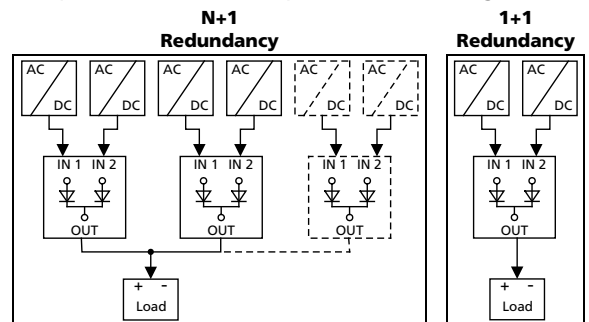 N+1
Redundancy
1+1
Redundancy
AC
DC
AC
DC
AC
DC
AC
DC
AC
DC
AC
DC
AC
DC
AC
DC
IN 1 IN 2
IN 1 IN 2
IN 1 IN 2
IN 1 IN 2
OUT
OUT
OUT
OUT
+ -
Load
+ -
Load